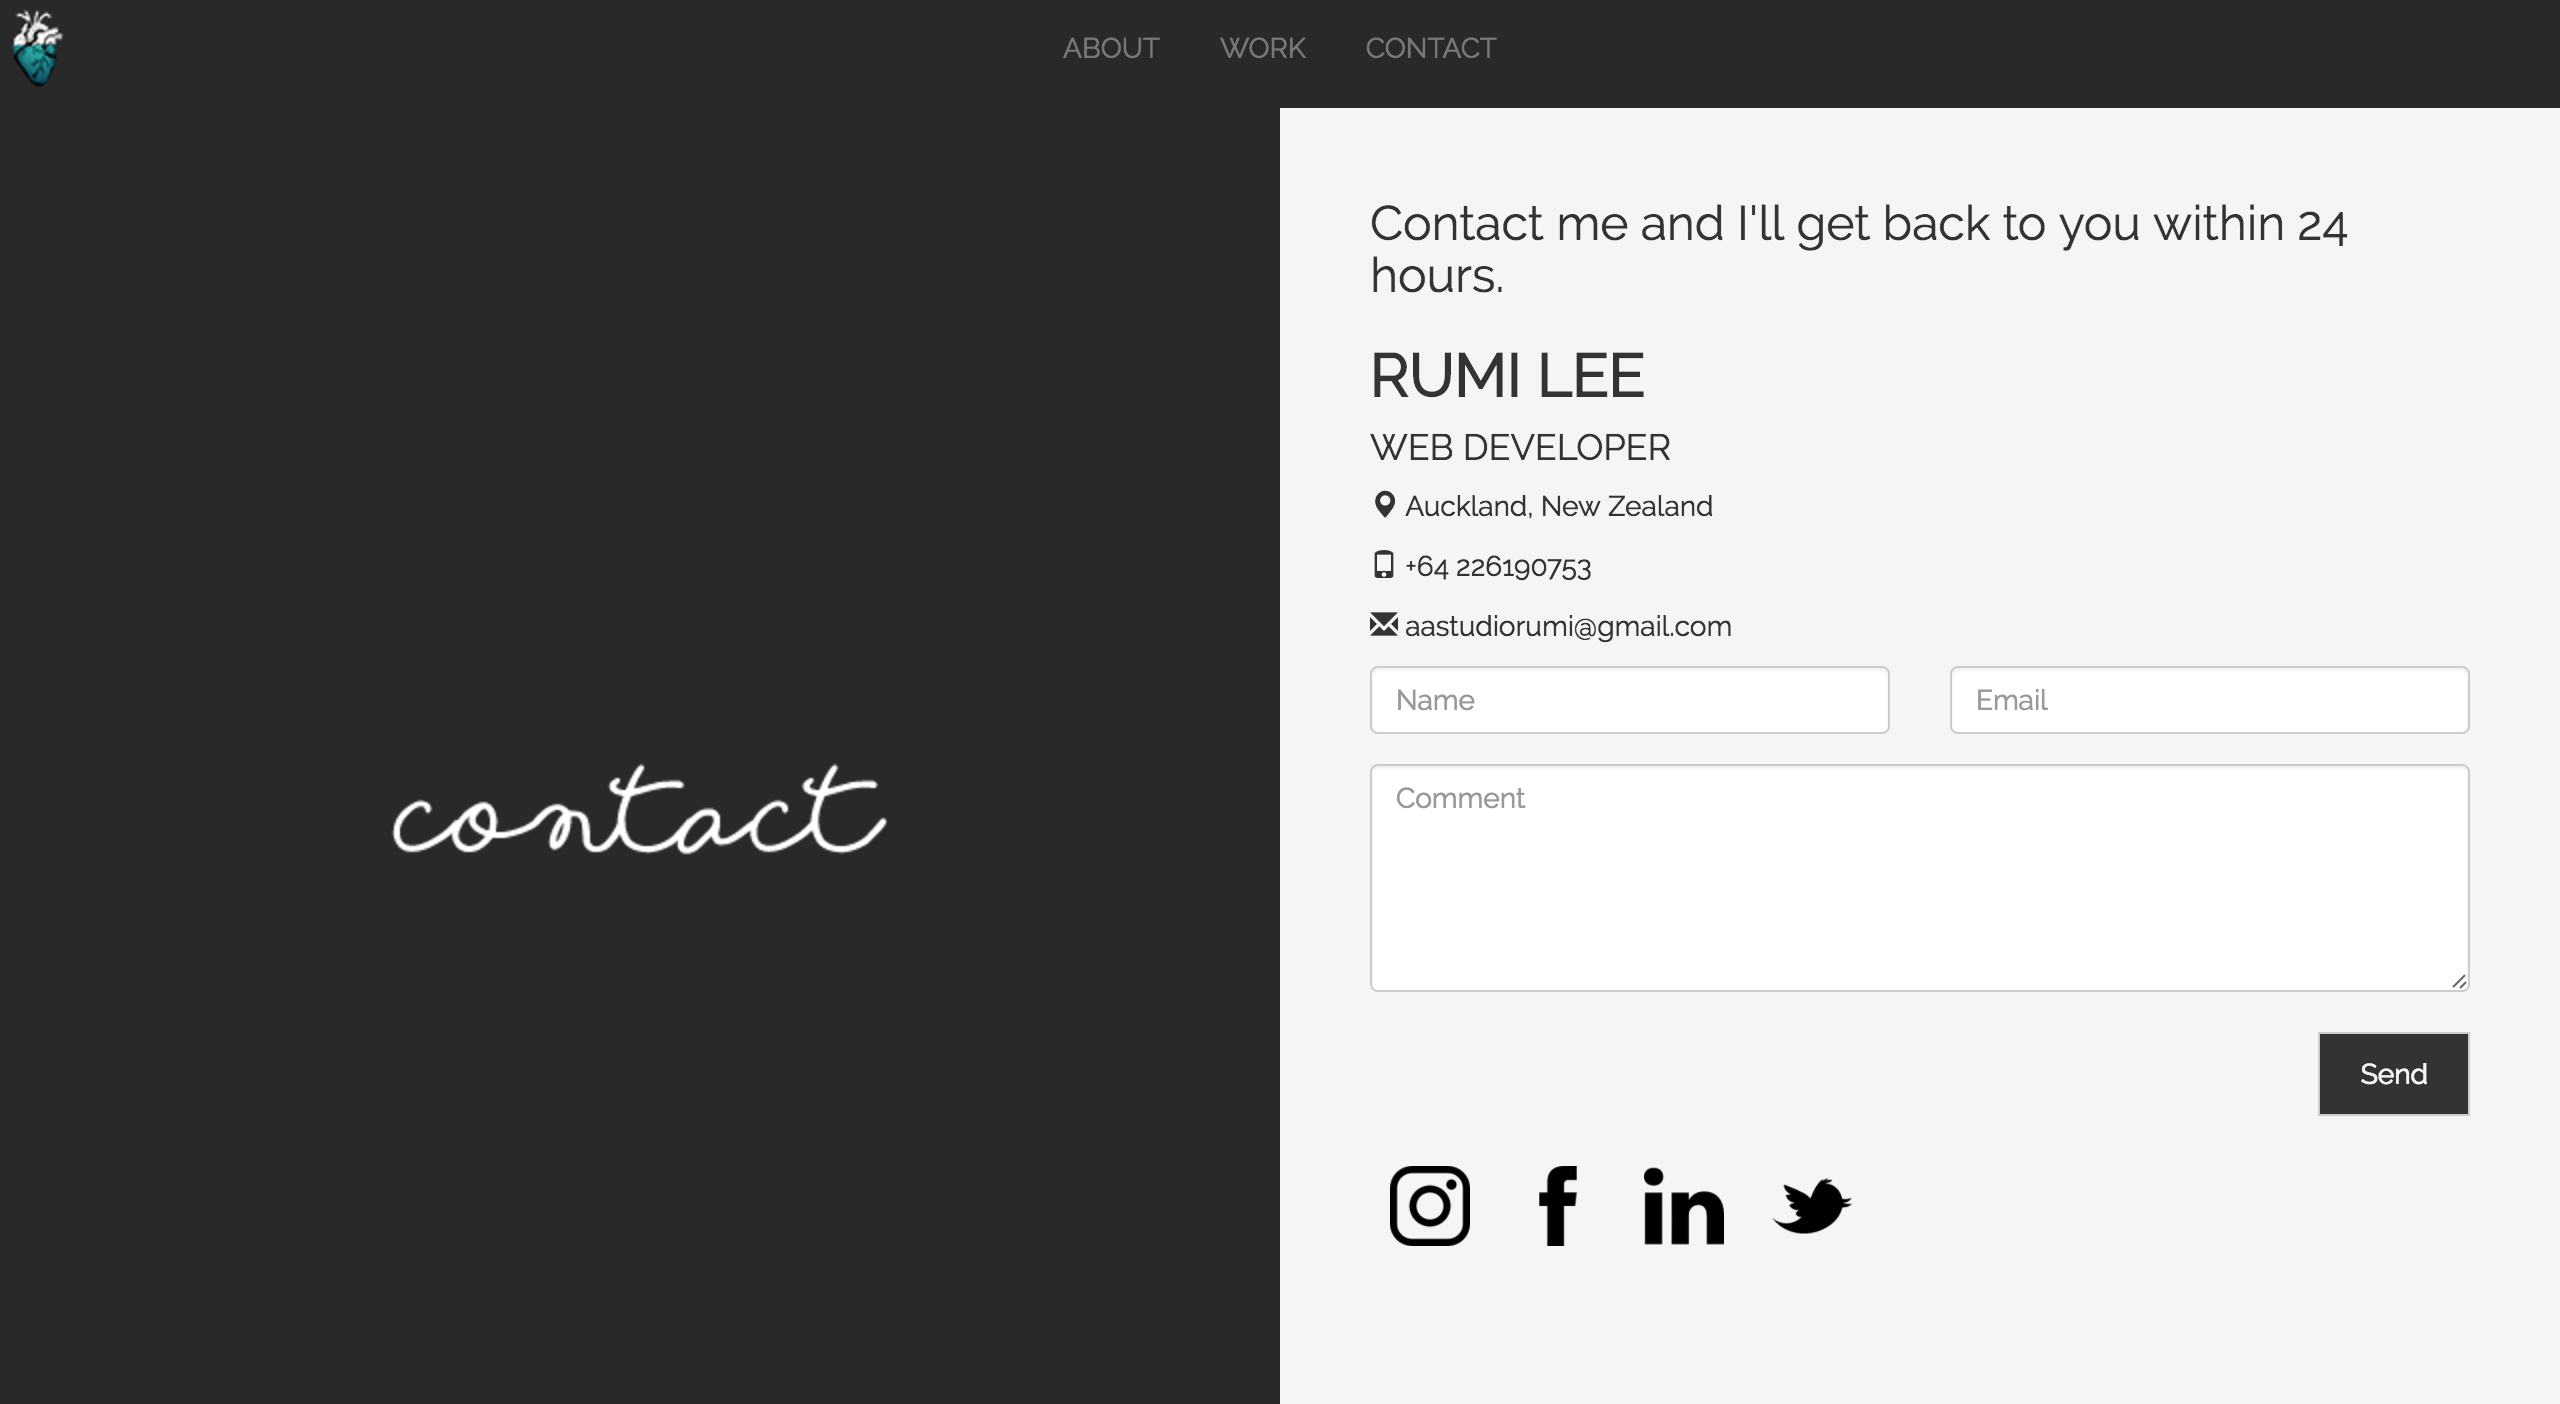 ABOUT WORK CONTACT
contact
Contact me and I'll get back to you within 24
hours.
RUMI LEE
WEB DEVELOPER
Auckland, New Zealand
+64 226190753
aastudiorumi@gmail.com
Name Email
Comment
Send